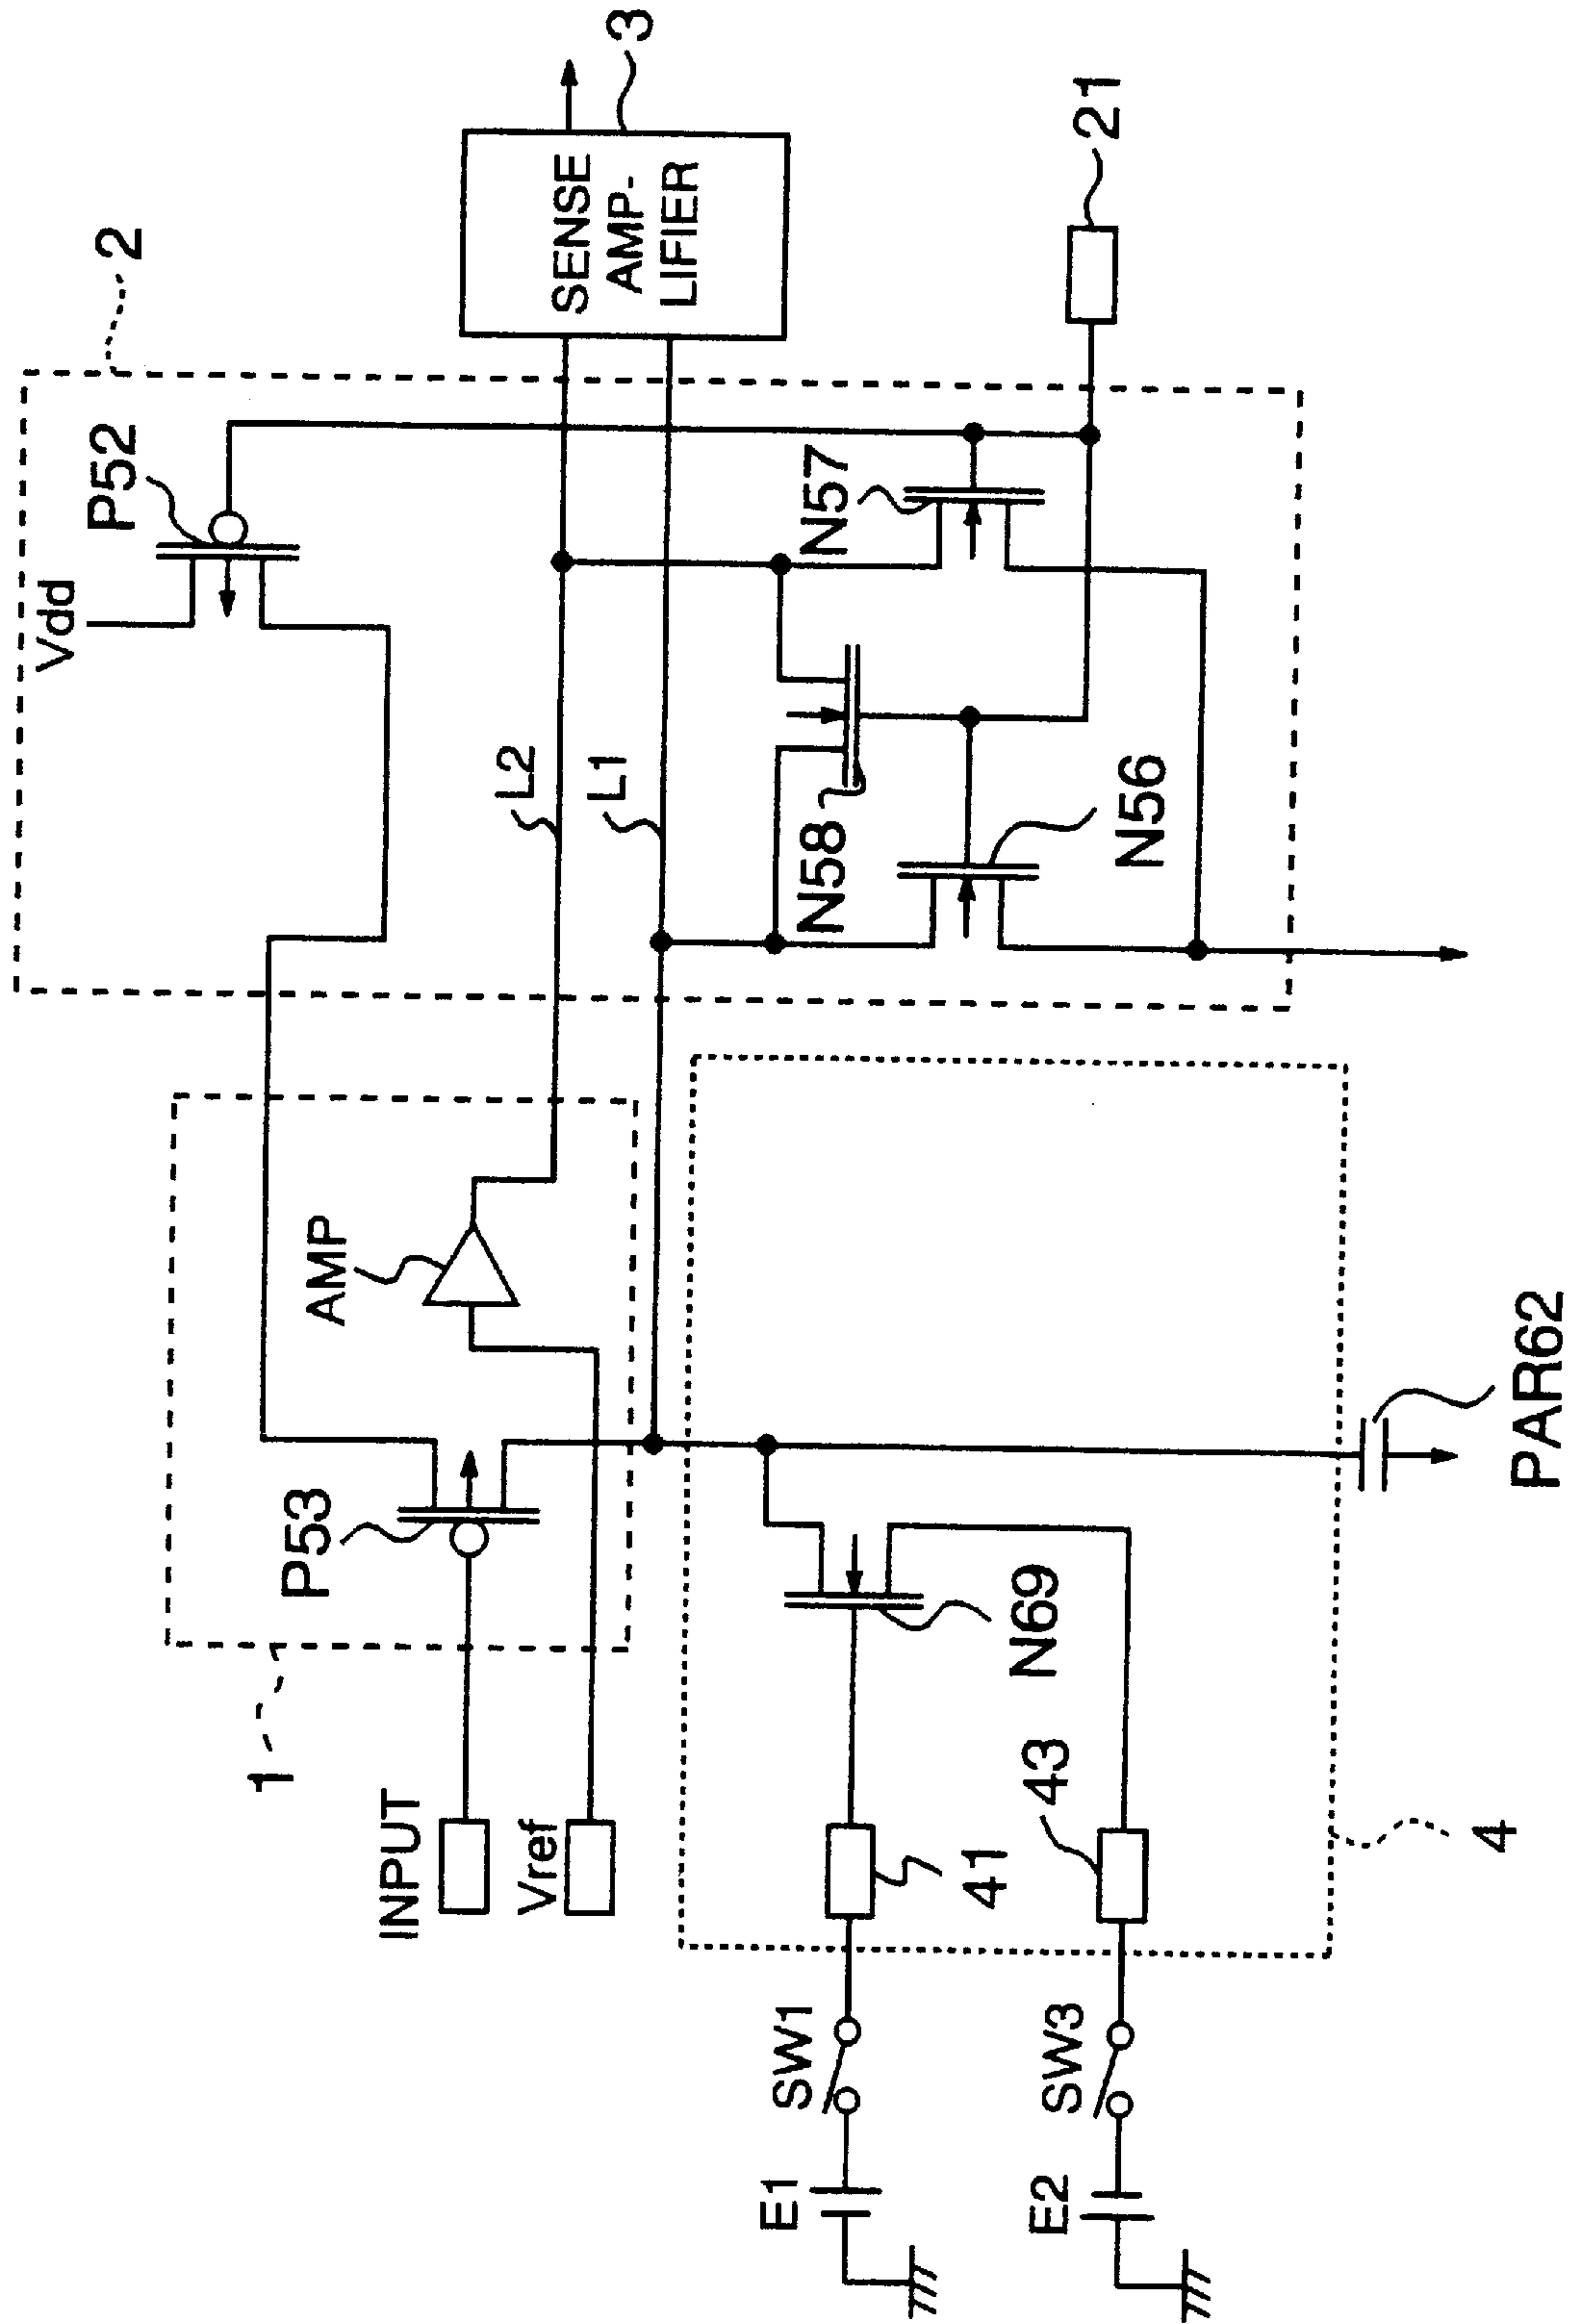 Vdd
P52
2
3
SENSE
AMP-
LIFIER
L2
L1
N57
N58
N56
21
AMP
P53
1
INPUT
Vref
N69
41
43
4
PAR62
SW1
SW3
E1
E2